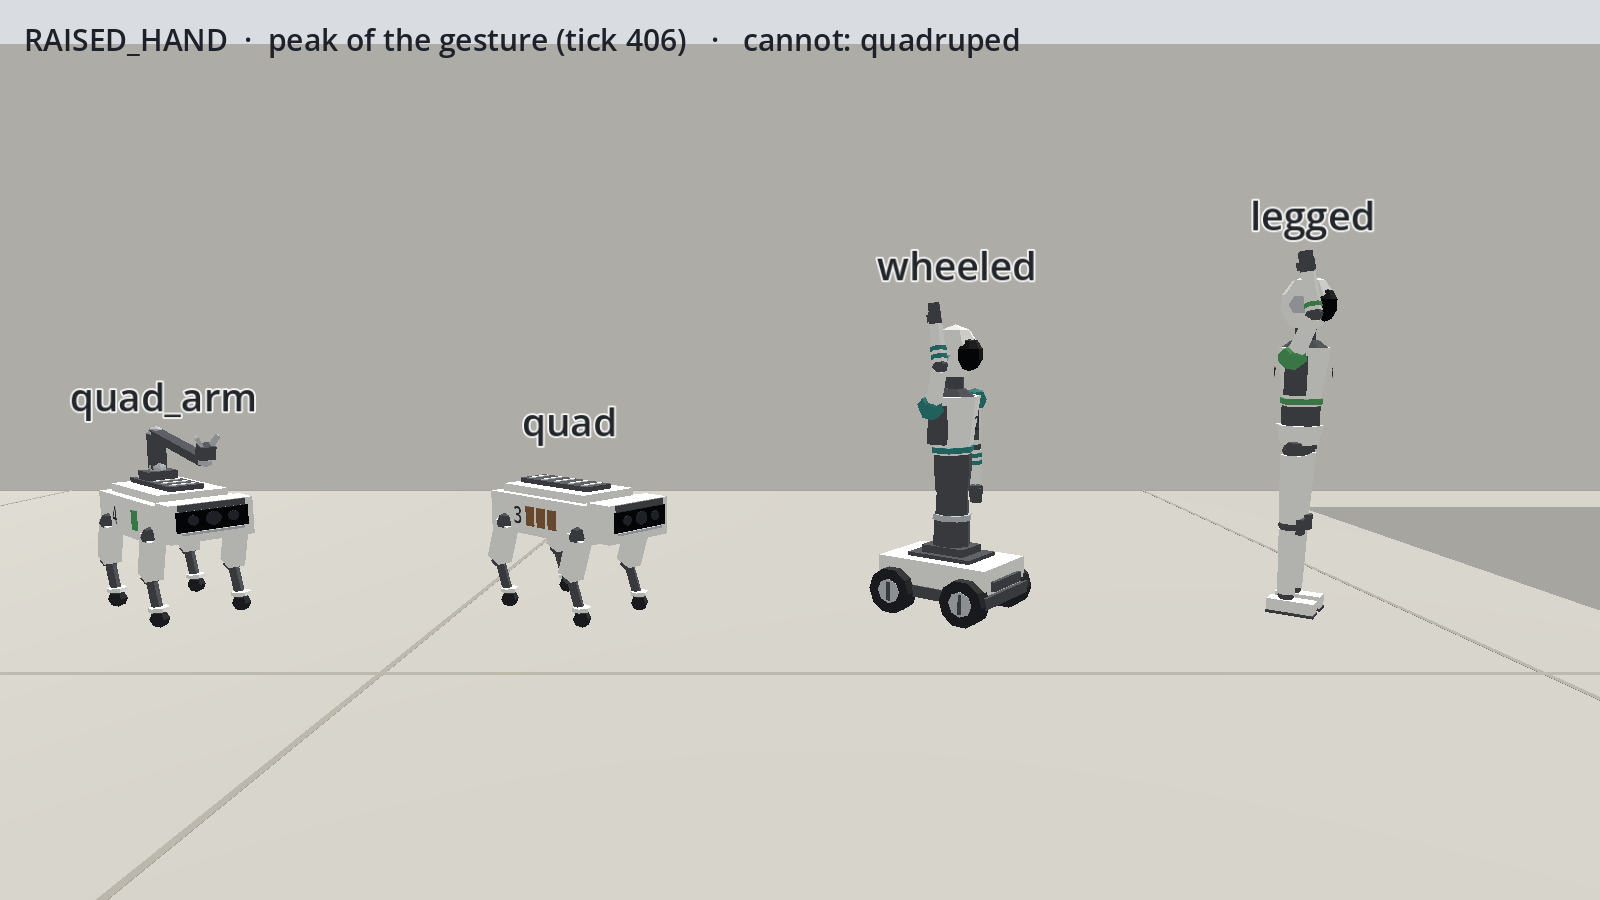 RAISED_HAND · peak of the gesture (tick 406) · cannot: quadruped
legged
wheeled
quad_arm
quad
4
3